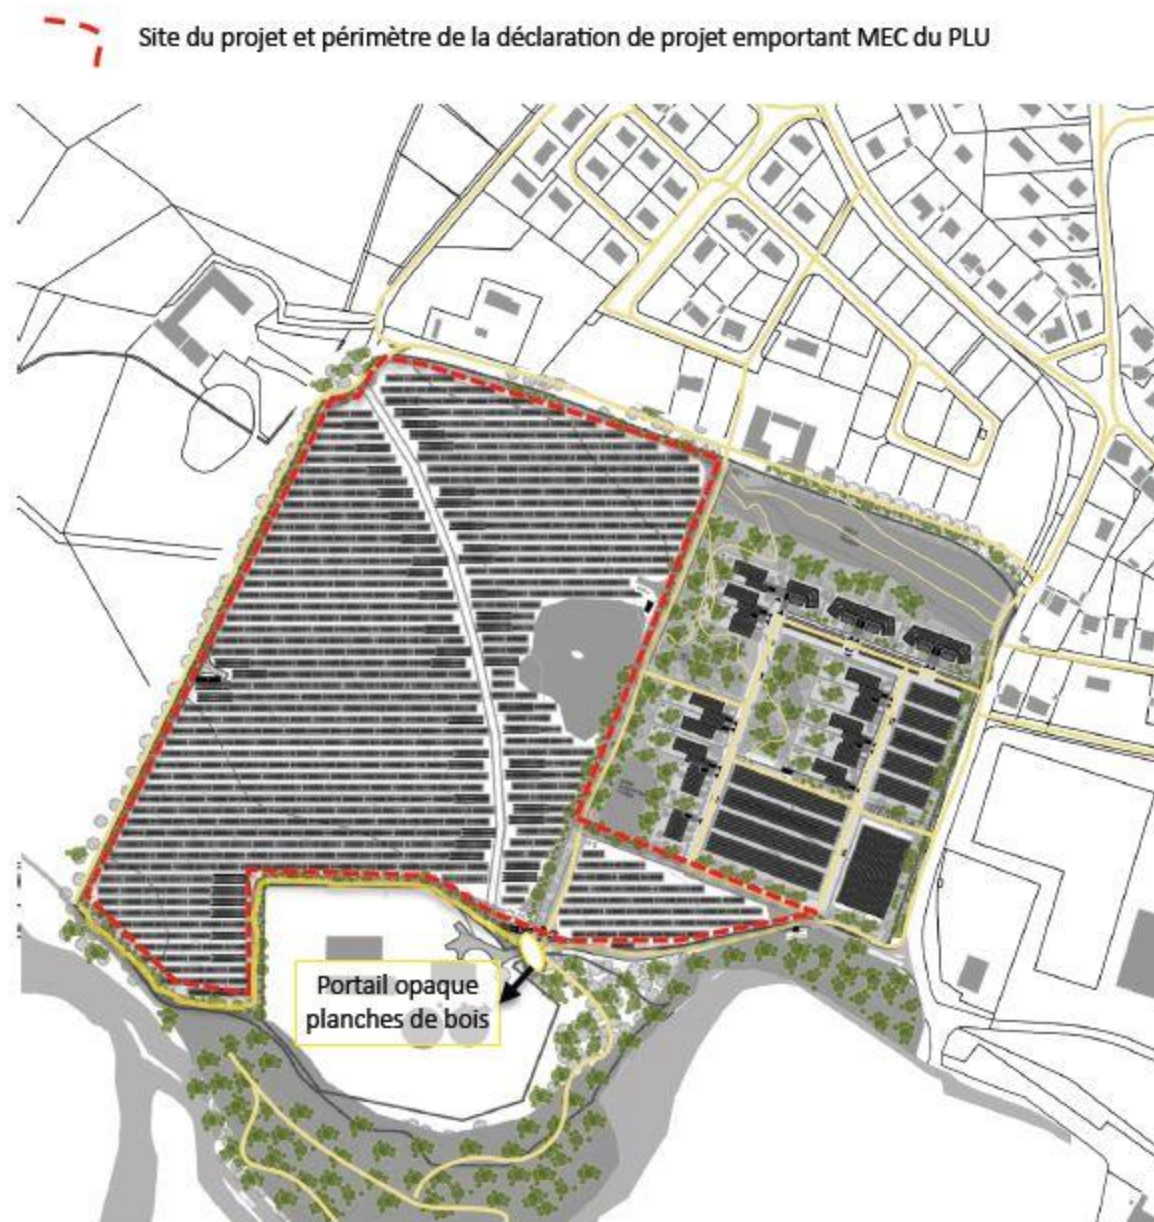 Site du projet et périmètre de la déclaration de projet emportant MEC du PLU
Portail opaque
planches de bois